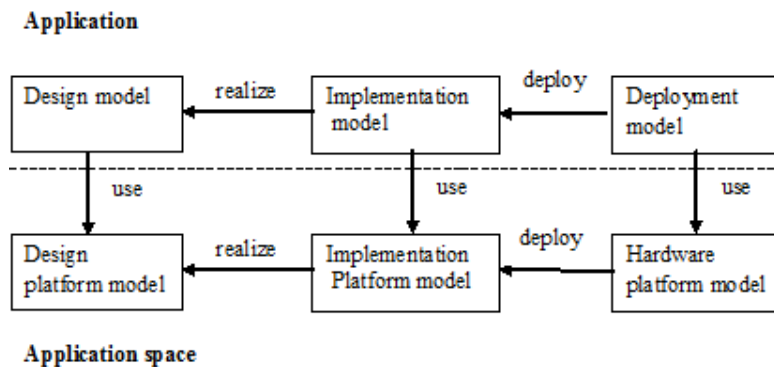 Application
Design model
realize
Implementation
model
deploy
Deployment
model
use
use
use
Design
platform model
realize
Implementation
Platform model
deploy
Hardware
platform model
Application space